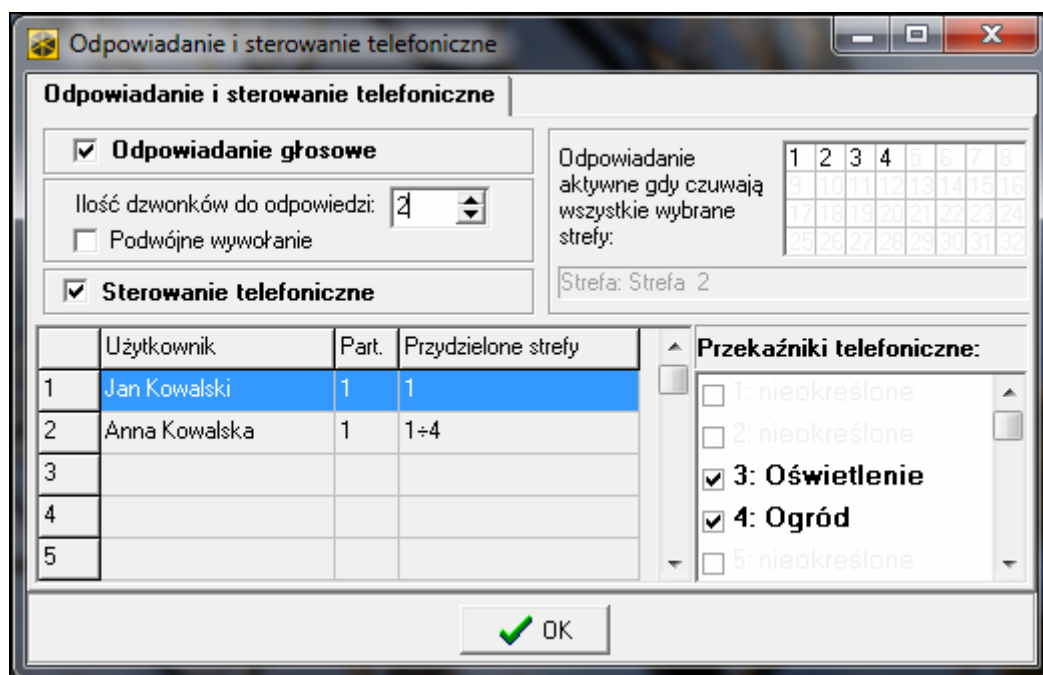 Odpowiadanie i sterowanie telefoniczne
Odpowiadanie i sterowanie telefoniczne
Odpowiadanie głosowe
Ilość dzwonków do odpowiedzi: 2
Podwójne wywołanie
Sterowanie telefoniczne
Odpowiadanie
aktywne gdy czuwają
wszystkie wybrane
strefy:
1 2 3 4 5 6 7 8
9 10 11 12 13 14 15 16
17 18 19 20 21 22 23 24
25 26 27 28 29 30 31 32
Strefa: Strefa 2
Użytkownik Part. Przydzielone strefy
1 Jan Kowalski 1 1
2 Anna Kowalska 1 1÷4
3
4
5
Przekaźniki telefoniczne:
1: nieokreślone
2: nieokreślone
3: Oświetlenie
4: Ogród
5: nieokreślone
OK